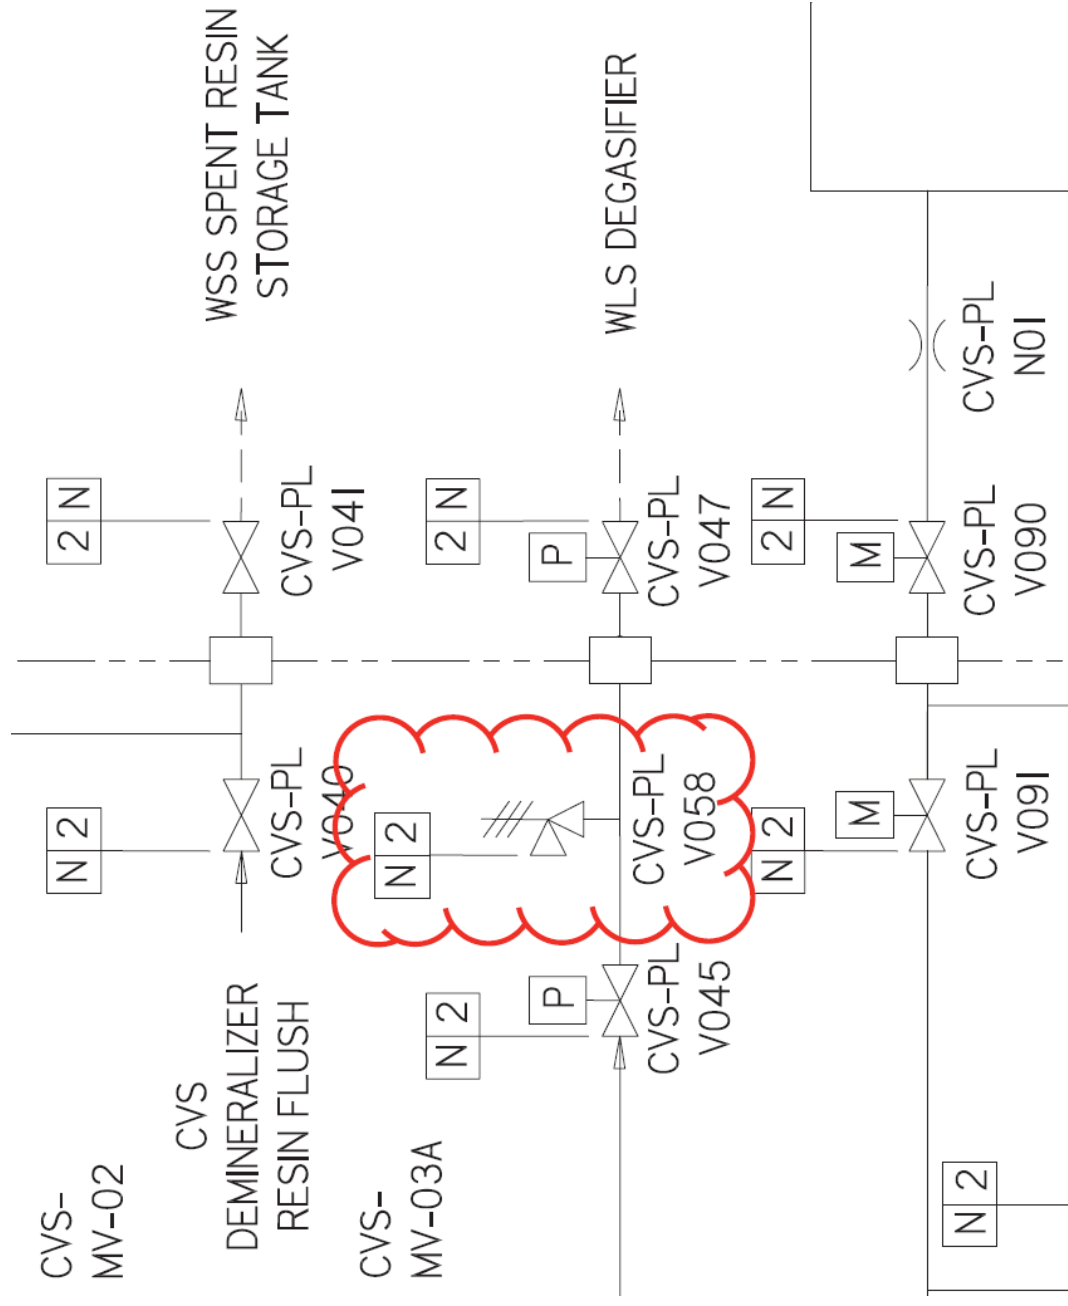 WSS SPENT RESIN
STORAGE TANK
WLS DEGASIFIER
2 N
CVS-PL
V041
2 N
P
CVS-PL
V047
2 N
M
CVS-PL
V090
CVS-PL
N01
N 2
CVS-PL
V040
N 2
CVS-PL
V058
N 2
M
CVS-PL
V091
N 2
P
CVS-PL
V045
CVS
DEMINERALIZER
RESIN FLUSH
CVS-
MV-02
CVS-
MV-03A
N 2